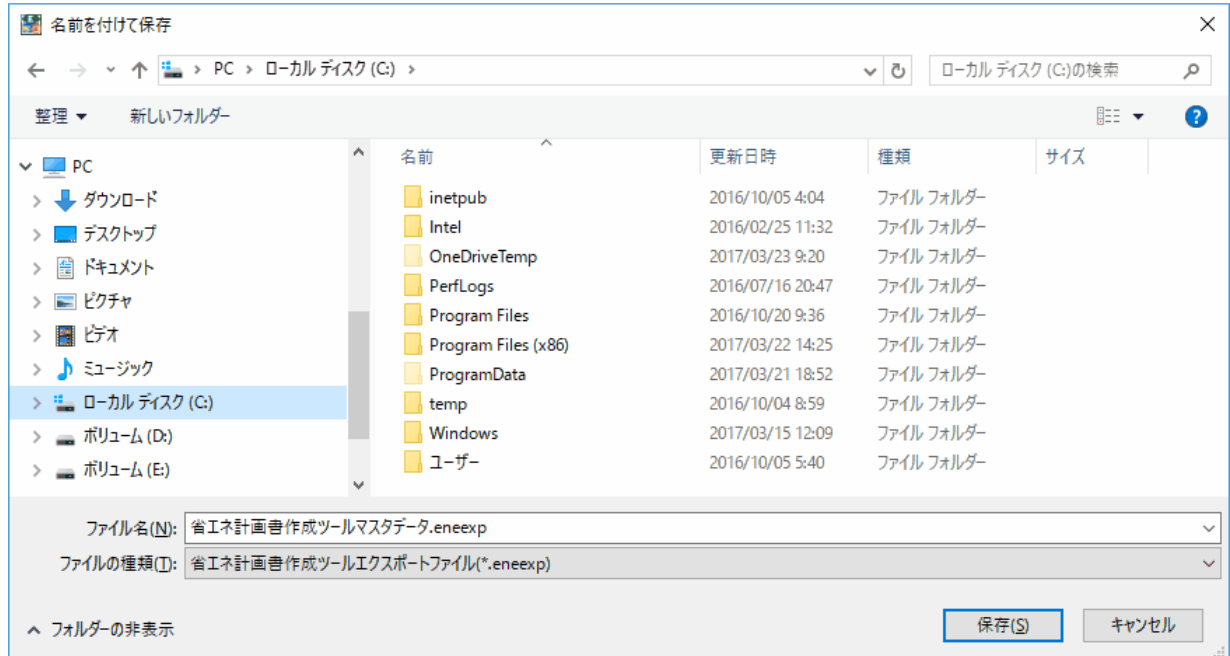 名前を付けて保存
PC › ローカル ディスク (C:) ›
ローカル ディスク (C:)の検索
整理 新しいフォルダー
名前 更新日時 種類 サイズ
PC
ダウンロード
デスクトップ
ドキュメント
ピクチャ
ビデオ
ミュージック
ローカル ディスク (C:)
ボリューム (D:)
ボリューム (E:)
inetpub 2016/10/05 4:04 ファイル フォルダー
Intel 2016/02/25 11:32 ファイル フォルダー
OneDriveTemp 2017/03/23 9:20 ファイル フォルダー
PerfLogs 2016/07/16 20:47 ファイル フォルダー
Program Files 2016/10/20 9:36 ファイル フォルダー
Program Files (x86) 2017/03/22 14:25 ファイル フォルダー
ProgramData 2017/03/21 18:52 ファイル フォルダー
temp 2016/10/04 8:59 ファイル フォルダー
Windows 2017/03/15 12:09 ファイル フォルダー
ユーザー 2016/10/05 5:40 ファイル フォルダー
ファイル名(N): 省エネ計画書作成ツールマスタデータ.eneexp
ファイルの種類(T): 省エネ計画書作成ツールエクスポートファイル(*.eneexp)
フォルダーの非表示
保存(S) キャンセル